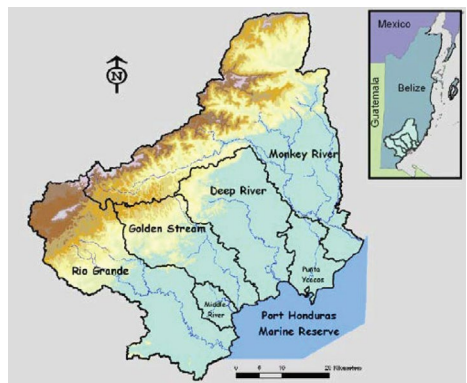 Mexico
Guatemala
Belize
N
Monkey River
Deep River
Golden Stream
Rio Grande
Middle
River
Punta
Ycacos
Port Honduras
Marine Reserve
0
5
10
20 Kilometers